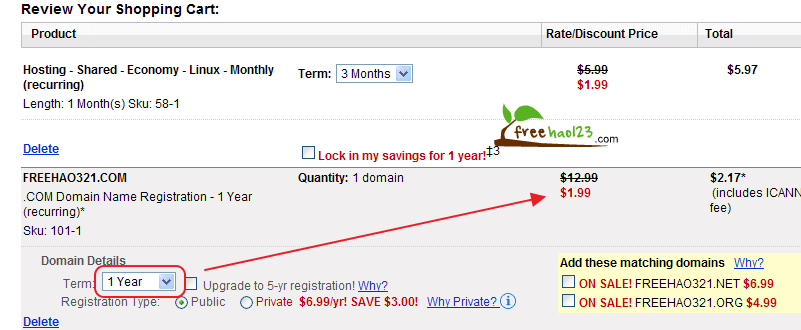 Review Your Shopping Cart:
Product Rate/Discount Price Total
Hosting - Shared - Economy - Linux - Monthly (recurring) Term: 3 Months $5.99 $5.97
$1.99
Length: 1 Month(s) Sku: 58-1
freehao123.com
Delete Lock in my savings for 1 year!‡3
FREEHAO321.COM Quantity: 1 domain $12.99 $2.17*
.COM Domain Name Registration - 1 Year $1.99 (includes ICANN
(recurring)* fee)
Sku: 101-1
Domain Details Add these matching domains Why?
Term: 1 Year Upgrade to 5-yr registration! Why? ON SALE! FREEHAO321.NET $6.99
Registration Type: Public Private $6.99/yr! SAVE $3.00! Why Private? i ON SALE! FREEHAO321.ORG $4.99
Delete